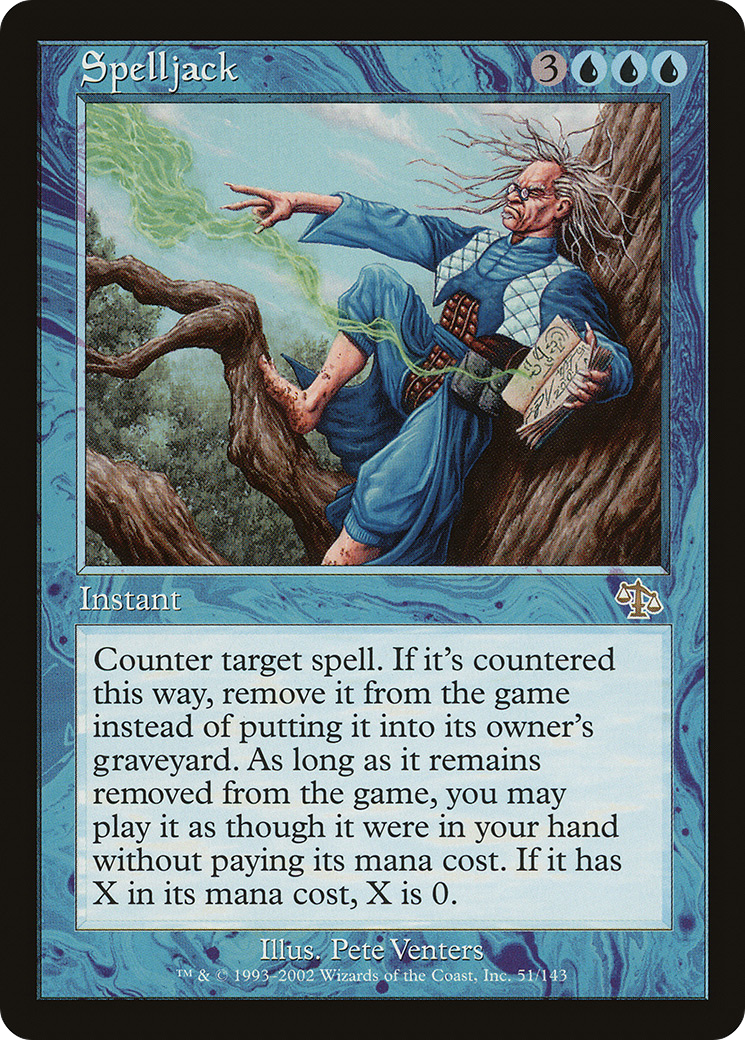 Spelljack 3
Instant
Counter target spell. If it's countered
this way, remove it from the game
instead of putting it into its owner's
graveyard. As long as it remains
removed from the game, you may
play it as though it were in your hand
without paying its mana cost. If it has
X in its mana cost, X is 0.
Illus. Pete Venters
™ & © 1993–2002 Wizards of the Coast, Inc. 51/143